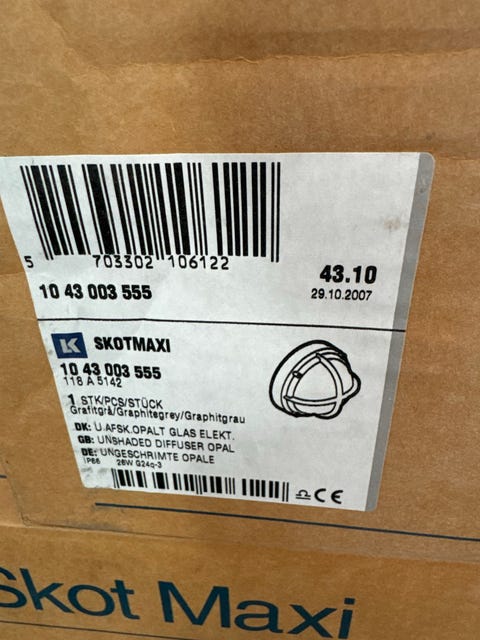 5 703302 106122
10 43 003 555
43.10
29.10.2007
K SKOTMAXI
10 43 003 555
118 A 5142
1 STK/PCS/STÜCK
Grafitgrå/Graphitegrey/Graphitgrau
DK: U.AFSK.OPALT GLAS ELEKT.
GB: UNSHADED DIFFUSER OPAL
DE: UNGESCHRIMTE OPALE
IP66 26W G24q-3
CE
Skot Maxi